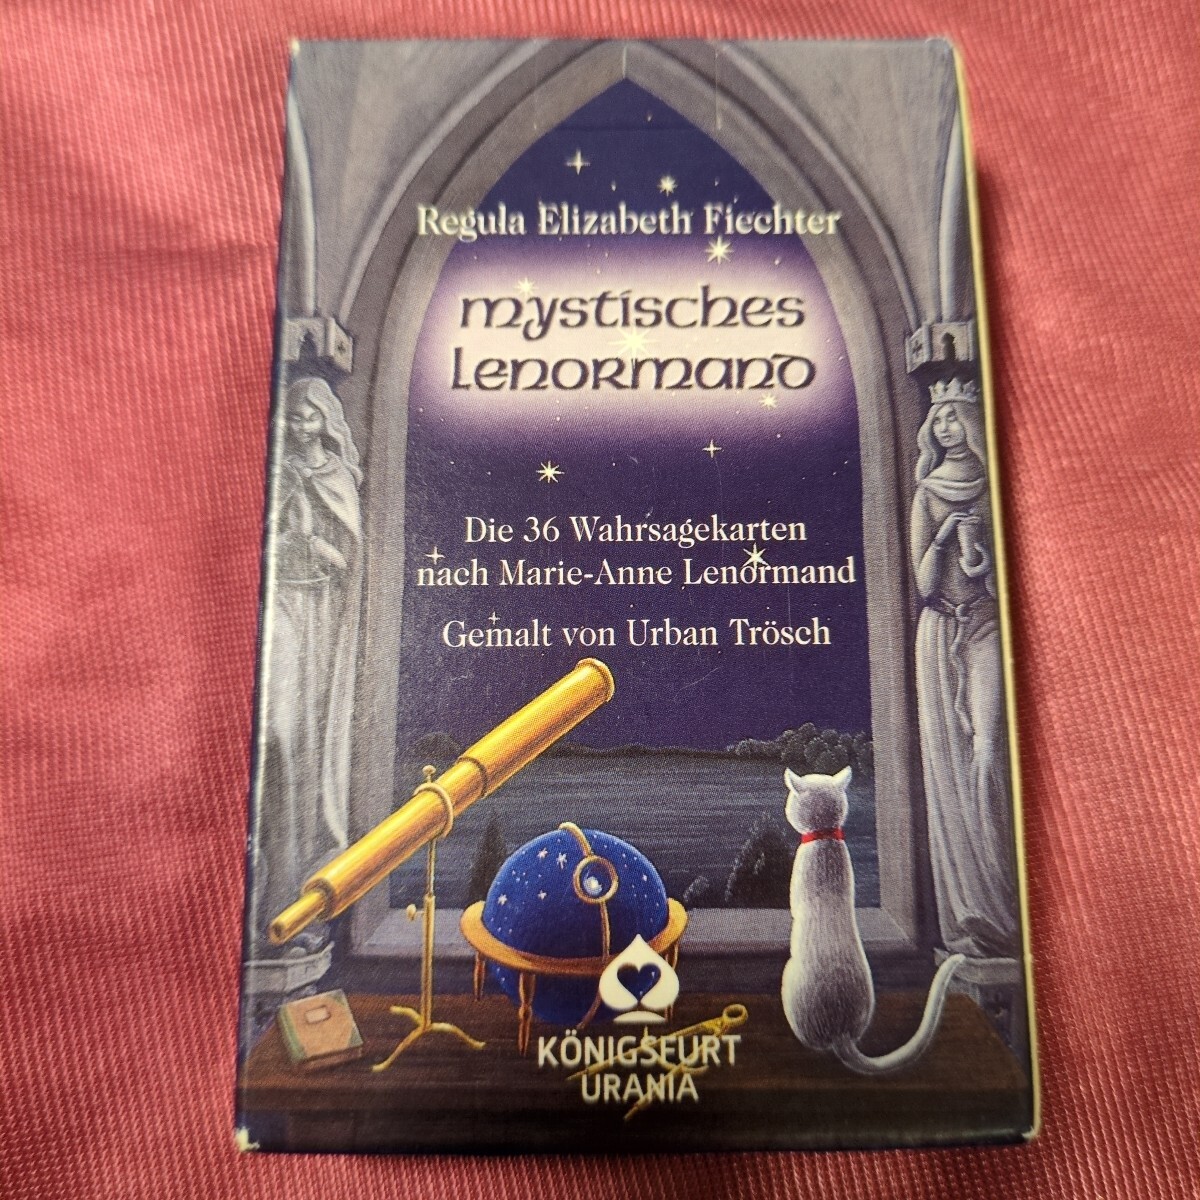 Regula Elizabeth Fiechter
mystisches
Lenormand
Die 36 Wahrsagekarten
nach Marie-Anne Lenormand
Gemalt von Urban Trösch
KÖNIGSFURT
URANIA